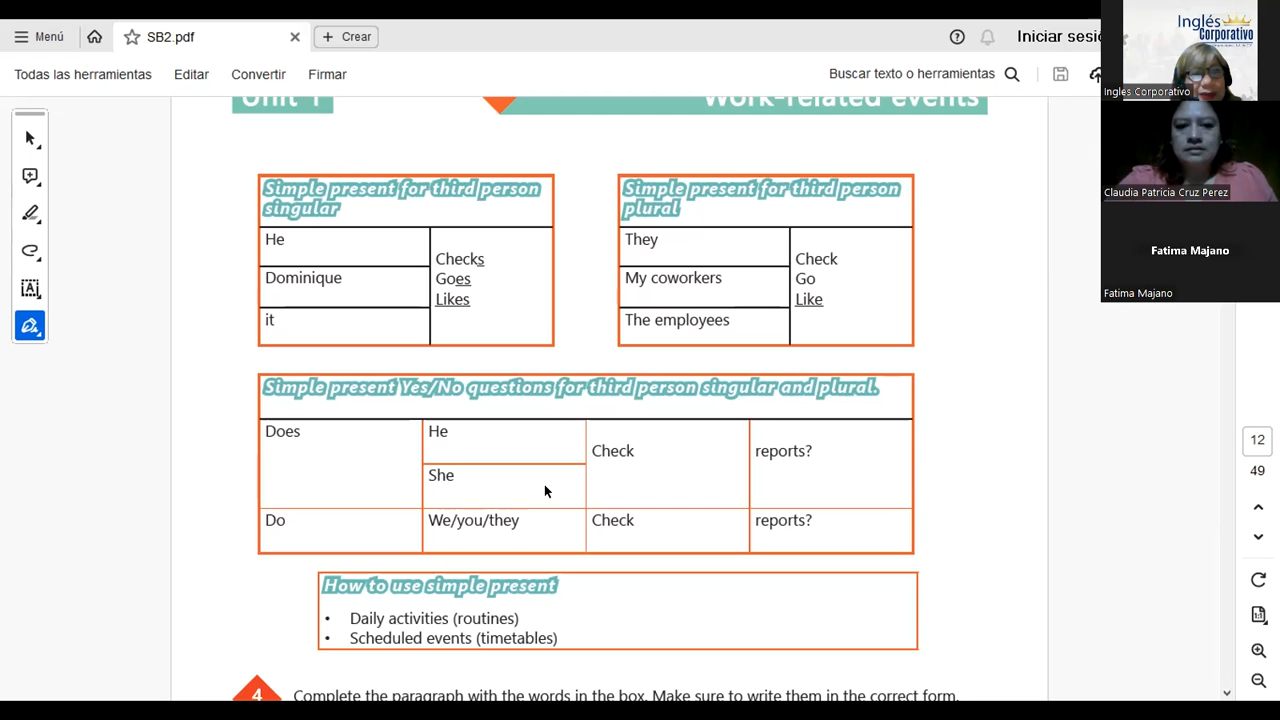 Menú
SB2.pdf
Crear
Iniciar sesió
Todas las herramientas
Editar
Convertir
Firmar
Buscar texto o herramientas
Unit 1
Work-related events
Simple present for third person
singular
He
Dominique
it
Checks
Goes
Likes
Simple present for third person
plural
They
My coworkers
The employees
Check
Go
Like
Simple present Yes/No questions for third person singular and plural.
Does
He
She
Check
reports?
Do
We/you/they
Check
reports?
How to use simple present
• Daily activities (routines)
• Scheduled events (timetables)
4 Complete the paragraph with the words in the box. Make sure to write them in the correct form.
12
49
Inglés
Corporativo
Ingles Corporativo
Claudia Patricia Cruz Perez
Fatima Majano
Fatima Majano